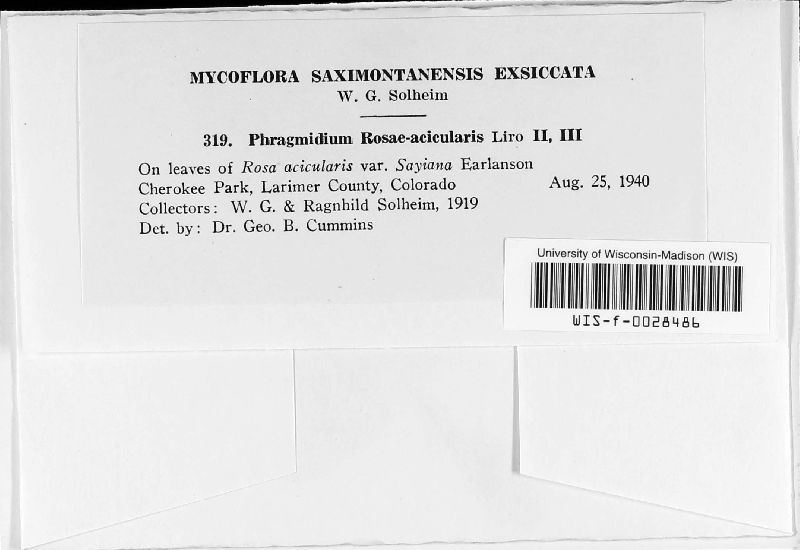 MYCOFLORA SAXIMONTANENSIS EXSICCATA
W. G. Solheim
319. Phragmidium Rosae-acicularis Liro II, III
On leaves of Rosa acicularis var. Sayiana Earlanson
Cherokee Park, Larimer County, Colorado Aug. 25, 1940
Collectors: W. G. & Ragnhild Solheim, 1919
Det. by: Dr. Geo. B. Cummins
University of Wisconsin-Madison (WIS)
WIS-f-0028486